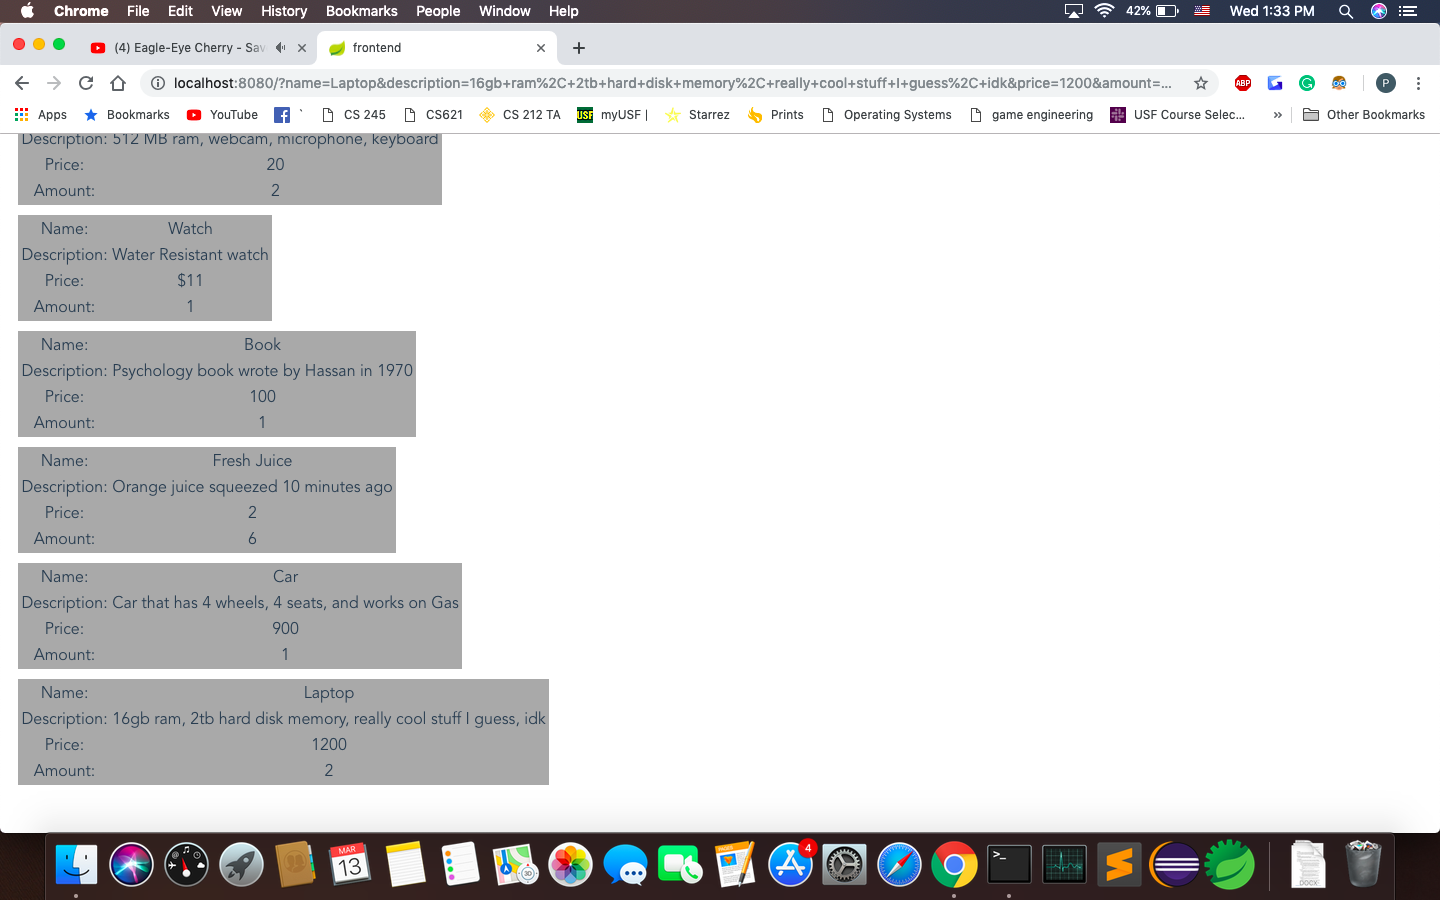 Chrome File Edit View History Bookmarks People Window Help 42% Wed 1:33 PM
(4) Eagle-Eye Cherry - Sav frontend
localhost:8080/?name=Laptop&description=16gb+ram%2C+2tb+hard+disk+memory%2C+really+cool+stuff+I+guess%2C+idk&price=1200&amount=... ABP P
Apps Bookmarks YouTube ` CS 245 CS621 CS 212 TA USF myUSF | Starrez Prints Operating Systems game engineering USF Course Selec... » Other Bookmarks
Description: 512 MB ram, webcam, microphone, keyboard
Price: 20
Amount: 2
Name: Watch
Description: Water Resistant watch
Price: $11
Amount: 1
Name: Book
Description: Psychology book wrote by Hassan in 1970
Price: 100
Amount: 1
Name: Fresh Juice
Description: Orange juice squeezed 10 minutes ago
Price: 2
Amount: 6
Name: Car
Description: Car that has 4 wheels, 4 seats, and works on Gas
Price: 900
Amount: 1
Name: Laptop
Description: 16gb ram, 2tb hard disk memory, really cool stuff I guess, idk
Price: 1200
Amount: 2
MAR
13
3D
PAGES
4
>_
DOCX